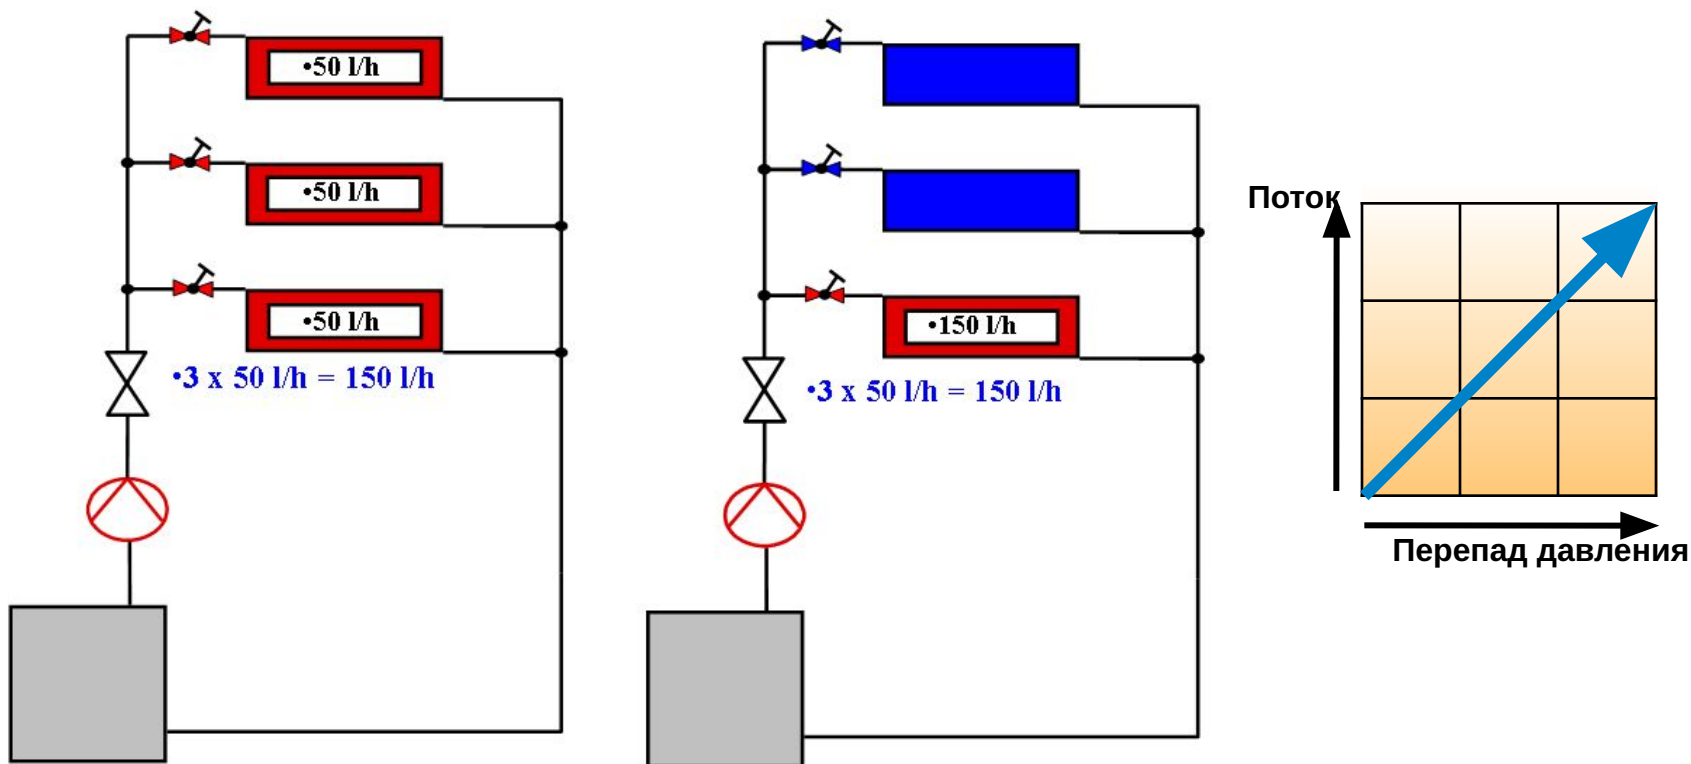 •50 l/h
•50 l/h
•50 l/h
•3 x 50 l/h = 150 l/h
•150 l/h
•3 x 50 l/h = 150 l/h
Поток
Перепад давления